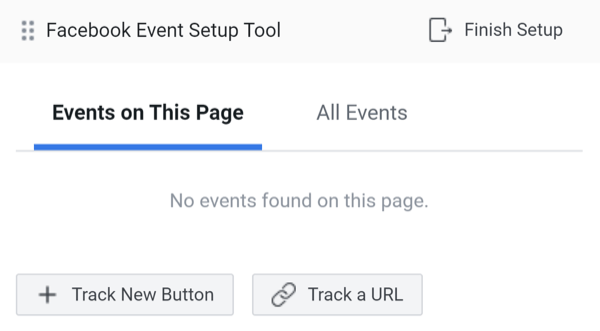 Facebook Event Setup Tool Finish Setup
Events on This Page All Events
No events found on this page.
Track New Button Track a URL